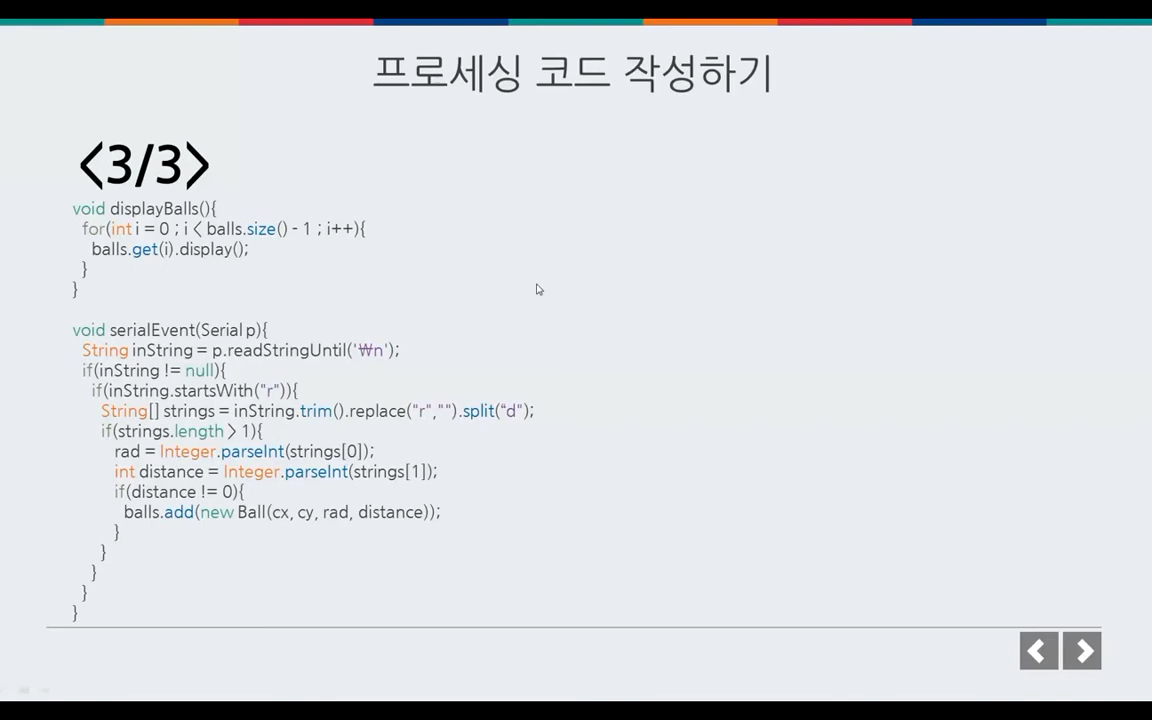 프로세싱 코드 작성하기
<3/3>
void displayBalls(){
for(int i = 0 ; i < balls.size() - 1 ; i++){
balls.get(i).display();
}
}
void serialEvent(Serial p){
String inString = p.readStringUntil('₩n');
if(inString != null){
if(inString.startsWith("r")){
String[] strings = inString.trim().replace("r","").split("d");
if(strings.length > 1){
rad = Integer.parseInt(strings[0]);
int distance = Integer.parseInt(strings[1]);
if(distance != 0){
balls.add(new Ball(cx, cy, rad, distance));
}
}
}
}
}